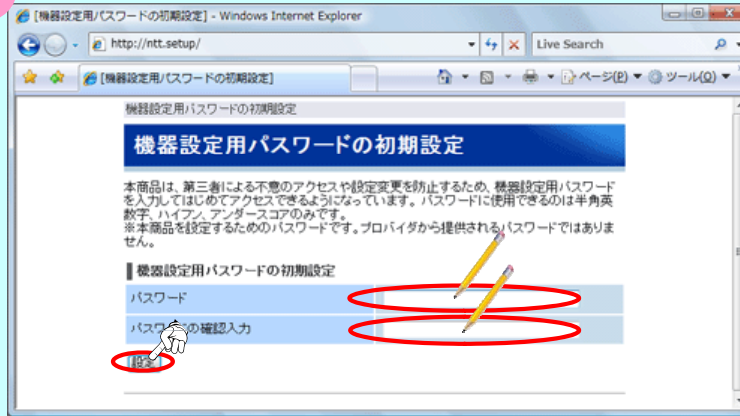 [機器設定用パスワードの初期設定] - Windows Internet Explorer
http://ntt.setup/
Live Search
[機器設定用パスワードの初期設定]
ページ(P) ツール(O)
機器設定用パスワードの初期設定
機器設定用パスワードの初期設定
本商品は、第三者による不意のアクセスや設定変更を防止するため、機器設定用パスワード
を入力してはじめてアクセスできるようになっています。パスワードに使用できるのは半角英
数字、ハイフン、アンダースコアのみです。
※本商品を設定するためのパスワードです。プロバイダから提供されるパスワードではありま
せん。
機器設定用パスワードの初期設定
パスワード
パスワードの確認入力
設定